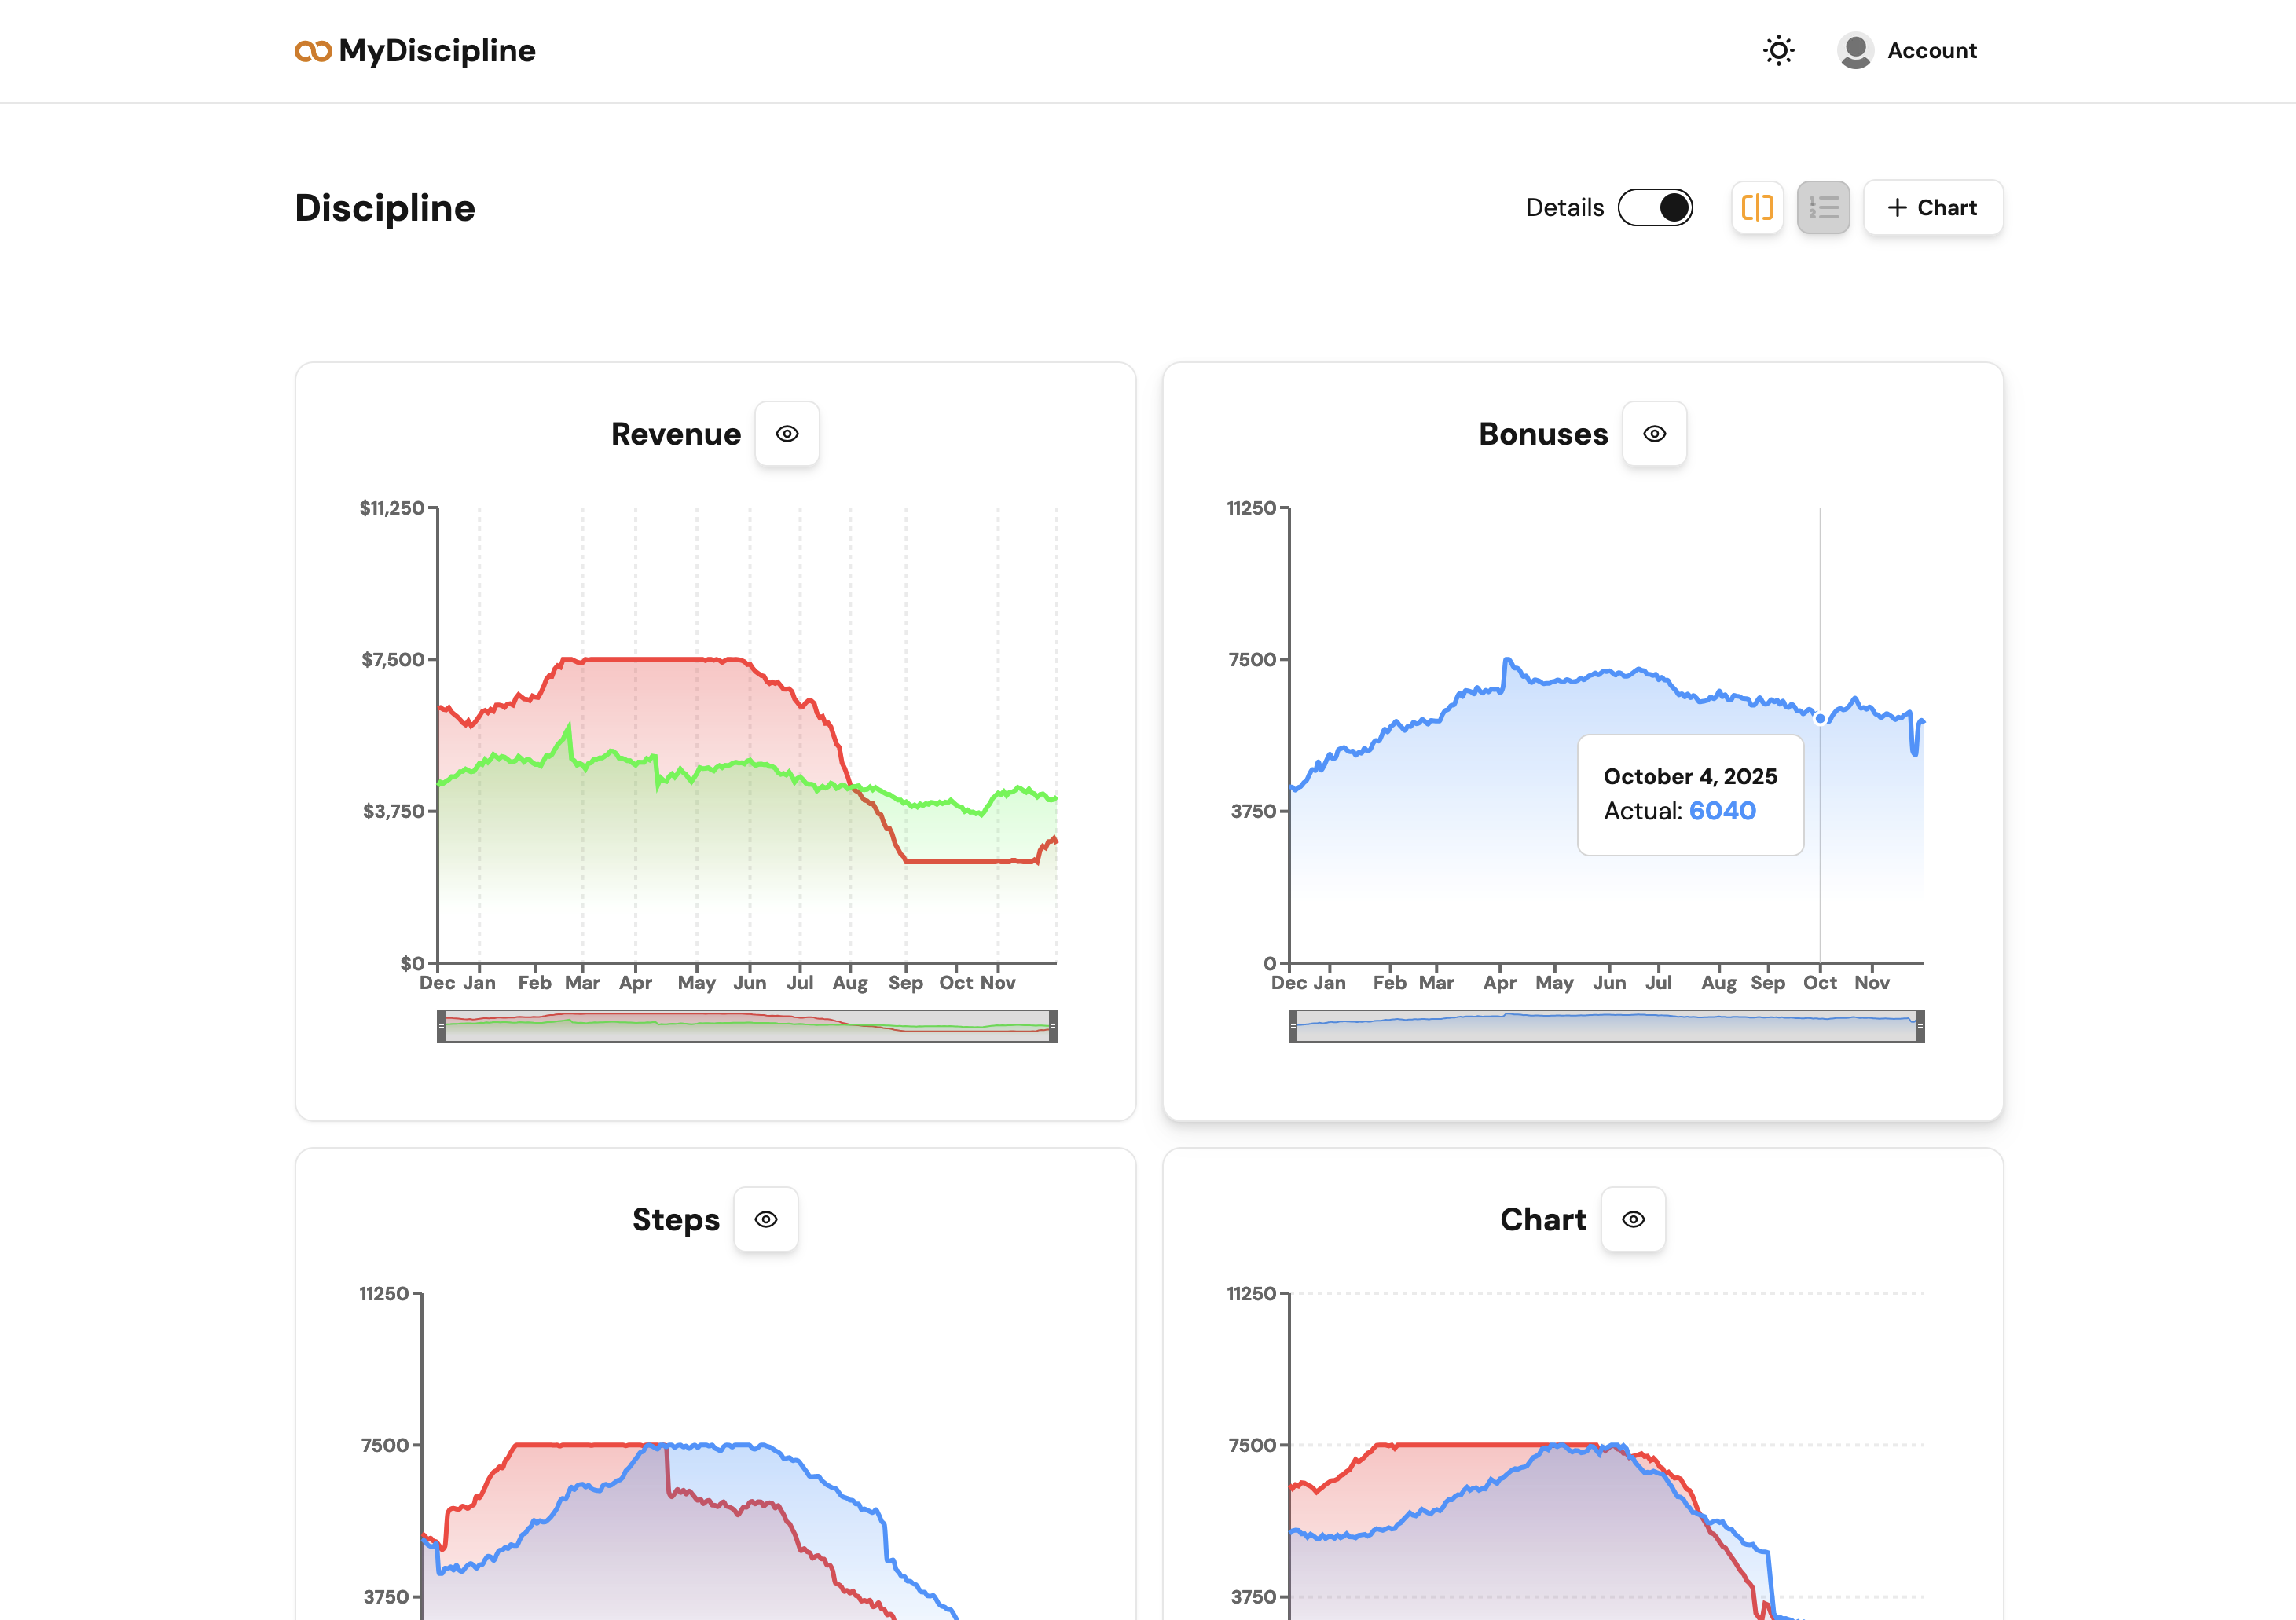 MyDiscipline
Account
Discipline
Details
1
2
+ Chart
Revenue
$11,250
$7,500
$3,750
$0
Dec Jan Feb Mar Apr May Jun Jul Aug Sep Oct Nov
Bonuses
11250
7500
3750
0
October 4, 2025
Actual: 6040
Dec Jan Feb Mar Apr May Jun Jul Aug Sep Oct Nov
Steps
11250
7500
3750
Chart
11250
7500
3750